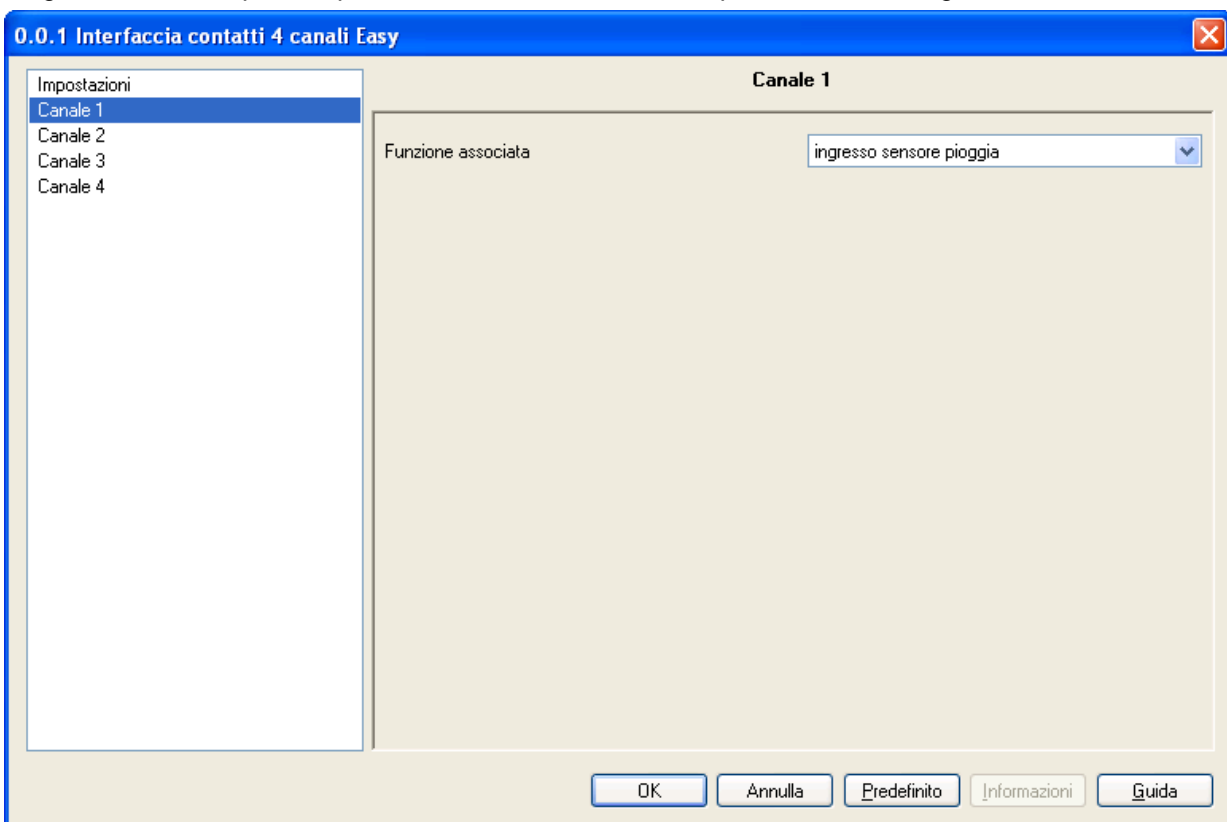 0.0.1 Interfaccia contatti 4 canali Easy
Impostazioni
Canale 1
Canale 2
Canale 3
Canale 4
Canale 1
Funzione associata
ingresso sensore pioggia
OK
Annulla
Predefinito
Informazioni
Guida